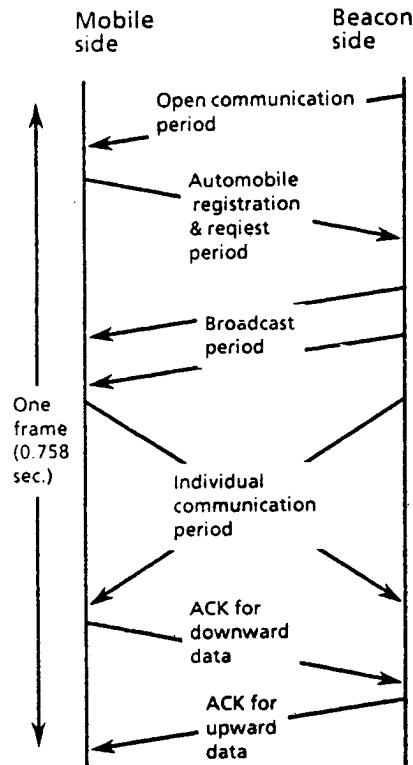 Mobile
side
Beacon
side
Open communication
period
Automobile
registration
& reqiest
period
Broadcast
period
One
frame
(0.758
sec.)
Individual
communication
period
ACK for
downward
data
ACK for
upward
data